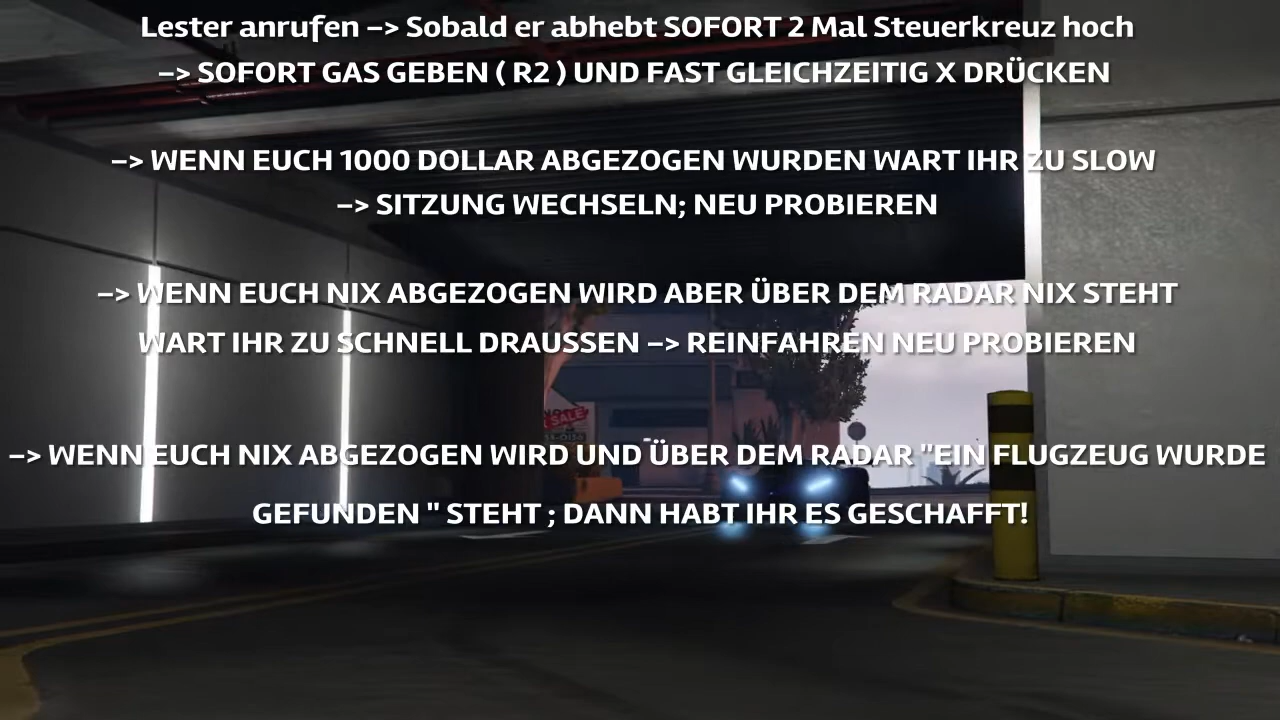 Lester anrufen –> Sobald er abhebt SOFORT 2 Mal Steuerkreuz hoch
–> SOFORT GAS GEBEN ( R2 ) UND FAST GLEICHZEITIG X DRÜCKEN
–> WENN EUCH 1000 DOLLAR ABGEZOGEN WURDEN WART IHR ZU SLOW
–> SITZUNG WECHSELN; NEU PROBIEREN
–> WENN EUCH NIX ABGEZOGEN WIRD ABER ÜBER DEM RADAR NIX STEHT
WART IHR ZU SCHNELL DRAUSSEN –> REINFAHREN NEU PROBIEREN
SALE
–> WENN EUCH NIX ABGEZOGEN WIRD UND ÜBER DEM RADAR "EIN FLUGZEUG WURDE
GEFUNDEN " STEHT ; DANN HABT IHR ES GESCHAFFT!